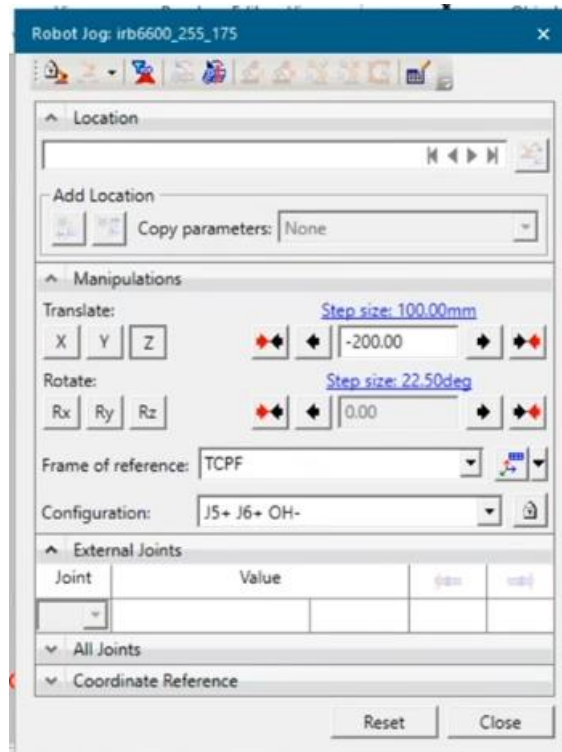 Robot Jog: irb6600_255_175
Location
Add Location
Copy parameters: None
Manipulations
Translate: Step size: 100.00mm
X Y Z -200.00
Rotate: Step size: 22.50deg
Rx Ry Rz 0.00
Frame of reference: TCPF
Configuration: J5+ J6+ OH-
External Joints
Joint Value
All Joints
Coordinate Reference
Reset Close